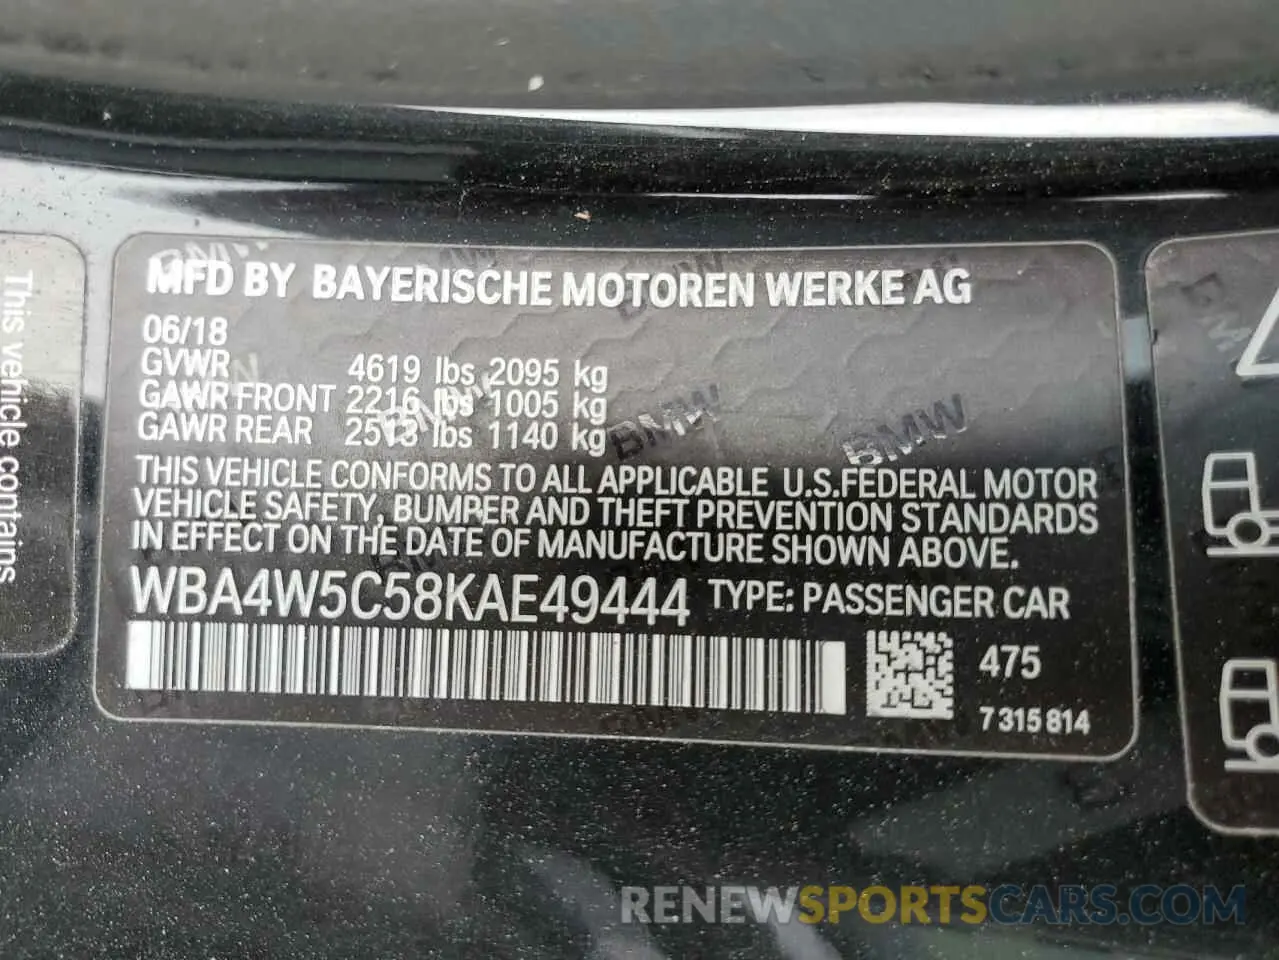 This vehicle contains
MFD BY BAYERISCHE MOTOREN WERKE AG
06/18
GVWR 4619 lbs 2095 kg
GAWR FRONT 2216 lbs 1005 kg
GAWR REAR 2513 lbs 1140 kg
THIS VEHICLE CONFORMS TO ALL APPLICABLE U.S.FEDERAL MOTOR
VEHICLE SAFETY, BUMPER AND THEFT PREVENTION STANDARDS
IN EFFECT ON THE DATE OF MANUFACTURE SHOWN ABOVE.
WBA4W5C58KAE49444 TYPE: PASSENGER CAR
475
7 315 814
BMW BMW BMW
RENEWSPORTSCARS.COM